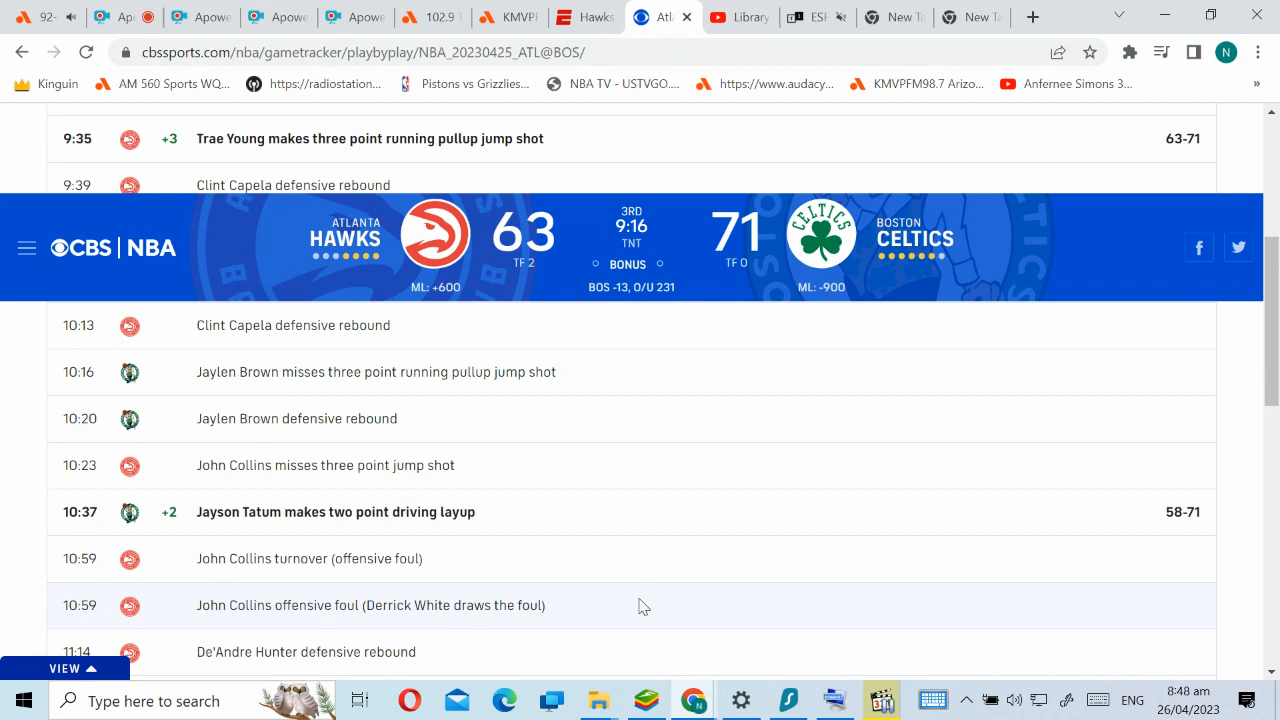 92-
Apowe
Apowe
Apowe
Apowe
102.9
KMVPF
Hawks
Atl
Library
ESF
New Ta
New Ta
cbssports.com/nba/gametracker/playbyplay/NBA_20230425_ATL@BOS/
N
Kinguin
AM 560 Sports WQ...
https://radiostation...
Pistons vs Grizzlies...
NBA TV - USTVGO....
https://www.audacy...
KMVPFM98.7 Arizo...
Anfernee Simons 3...
»
9:35 +3 Trae Young makes three point running pullup jump shot 63-71
9:39 Clint Capela defensive rebound
CBS | NBA
ATLANTA
HAWKS
63
TF 2
ML: +600
3RD
9:16
TNT
BONUS
BOS -13, O/U 231
71
TF 0
ML: -900
CELTICS
BOSTON
CELTICS
10:13 Clint Capela defensive rebound
10:16 Jaylen Brown misses three point running pullup jump shot
10:20 Jaylen Brown defensive rebound
10:23 John Collins misses three point jump shot
10:37 +2 Jayson Tatum makes two point driving layup 58-71
10:59 John Collins turnover (offensive foul)
10:59 John Collins offensive foul (Derrick White draws the foul)
11:14 De'Andre Hunter defensive rebound
VIEW
Type here to search
ENG
8:48 am
26/04/2023